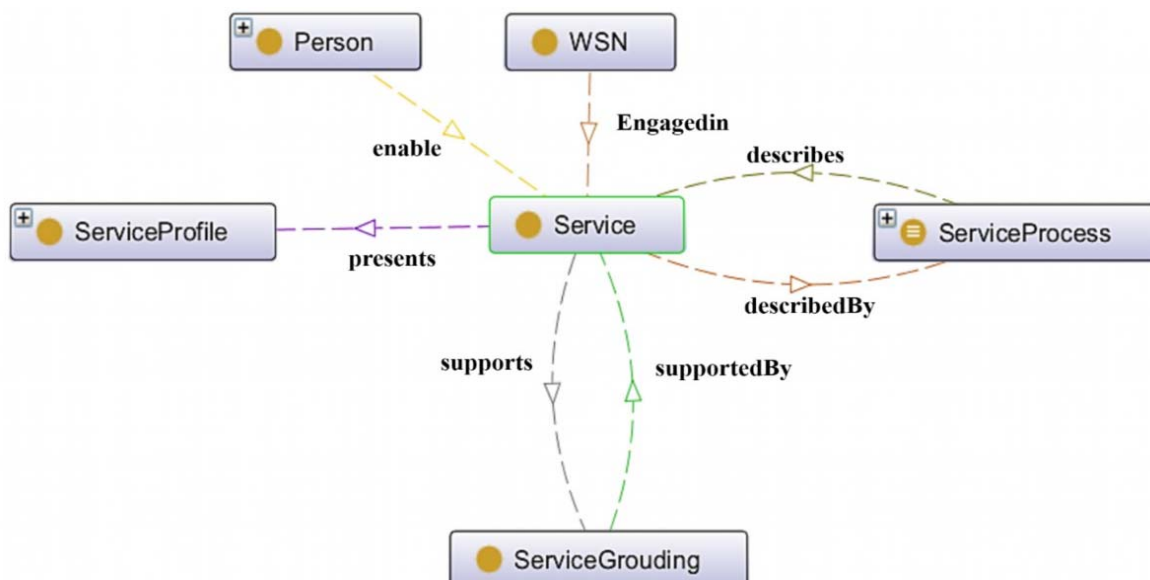 Person
WSN
enable
Engagedin
describes
ServiceProfile
Service
ServiceProcess
presents
describedBy
supports
supportedBy
ServiceGrouding